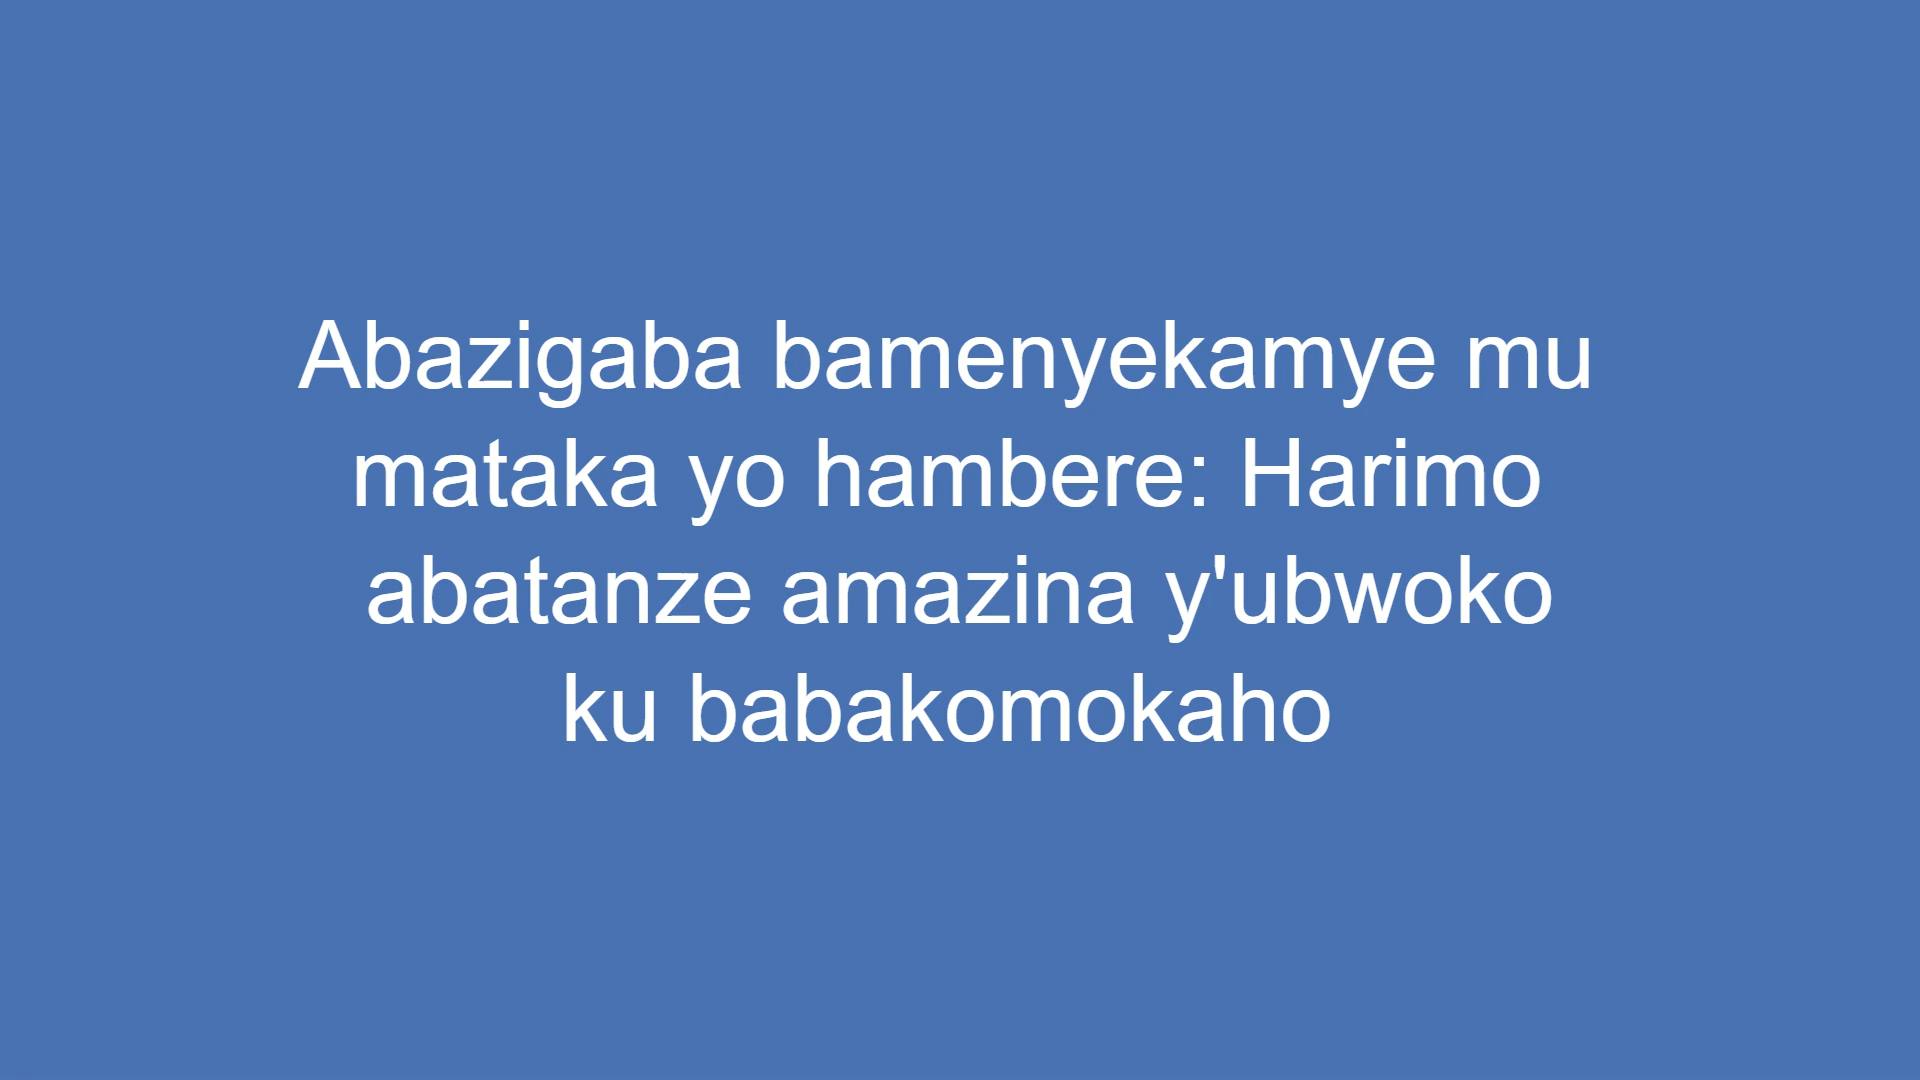 Abazigaba bamenyekamye mu
mataka yo hambere: Harimo
abatanze amazina y'ubwoko
ku babakomokaho